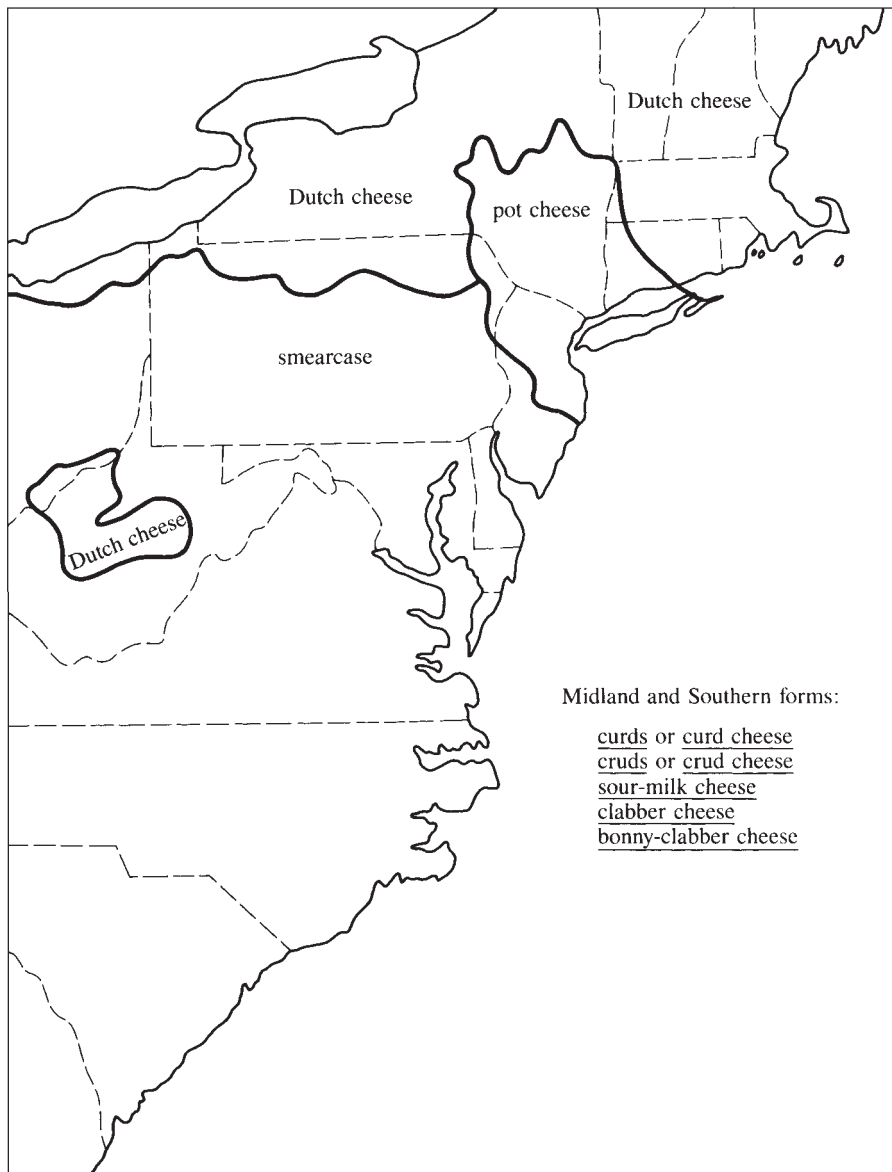 Dutch cheese
Dutch cheese
pot cheese
smearcase
Dutch cheese
Midland and Southern forms:
curds or curd cheese
cruds or crud cheese
sour-milk cheese
clabber cheese
bonny-clabber cheese